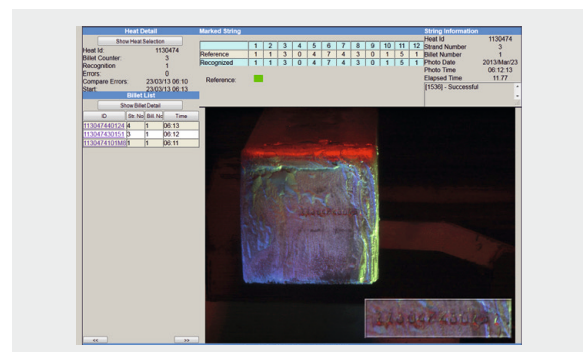 Heat Detail
Show Heat Selection
Heat Id: 1130474
Billet Counter: 3
Recognition 1
Errors: 0
Compare Errors: 23/03/13 06:10
Start: 23/03/13 06:12
Billet List
Show Billet Detail
ID Str. No Bill. No Time
113047440124 4 1 06:13
113047430151 3 1 06:12
1130474101M8 1 1 06:11
<< >>
Marked String
1 2 3 4 5 6 7 8 9 10 11 12
Reference 1 1 3 0 4 7 4 3 0 1 5 1
Recognized 1 1 3 0 4 7 4 3 0 1 5 1
Reference:
String Information
Heat Id 1130474
Strand Number 3
Billet Number 1
Photo Date 2013/Mar/23
Photo Time 06:12:13
Elapsed Time 11.77
[1536] - Successful